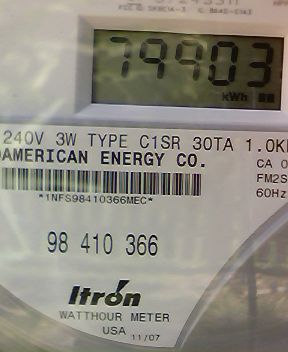 79903
kWh
240V 3W TYPE C1SR 30TA 1.0K
AMERICAN ENERGY CO.
CA 0
FM2S
60Hz
*1NFS98410366MEC*
98 410 366
Itron
WATTHOUR METER
USA 11/07